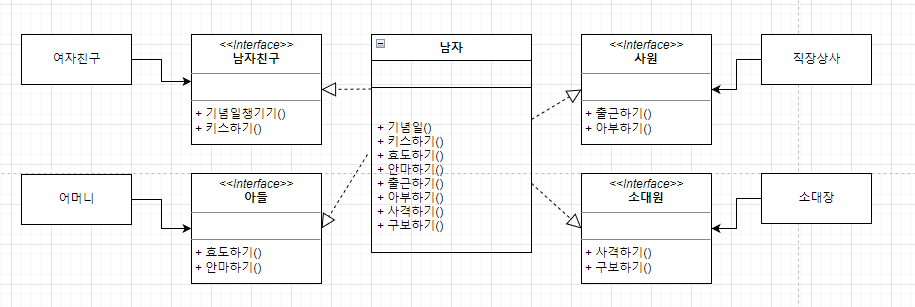 여자친구
<<Interface>>
남자친구
+ 기념일챙기기()
+ 키스하기()
남자
+ 기념일()
+ 키스하기()
+ 효도하기()
+ 안마하기()
+ 출근하기()
+ 아부하기()
+ 사격하기()
+ 구보하기()
<<Interface>>
사원
+ 출근하기()
+ 아부하기()
직장상사
어머니
<<Interface>>
아들
+ 효도하기()
+ 안마하기()
<<Interface>>
소대원
+ 사격하기()
+ 구보하기()
소대장